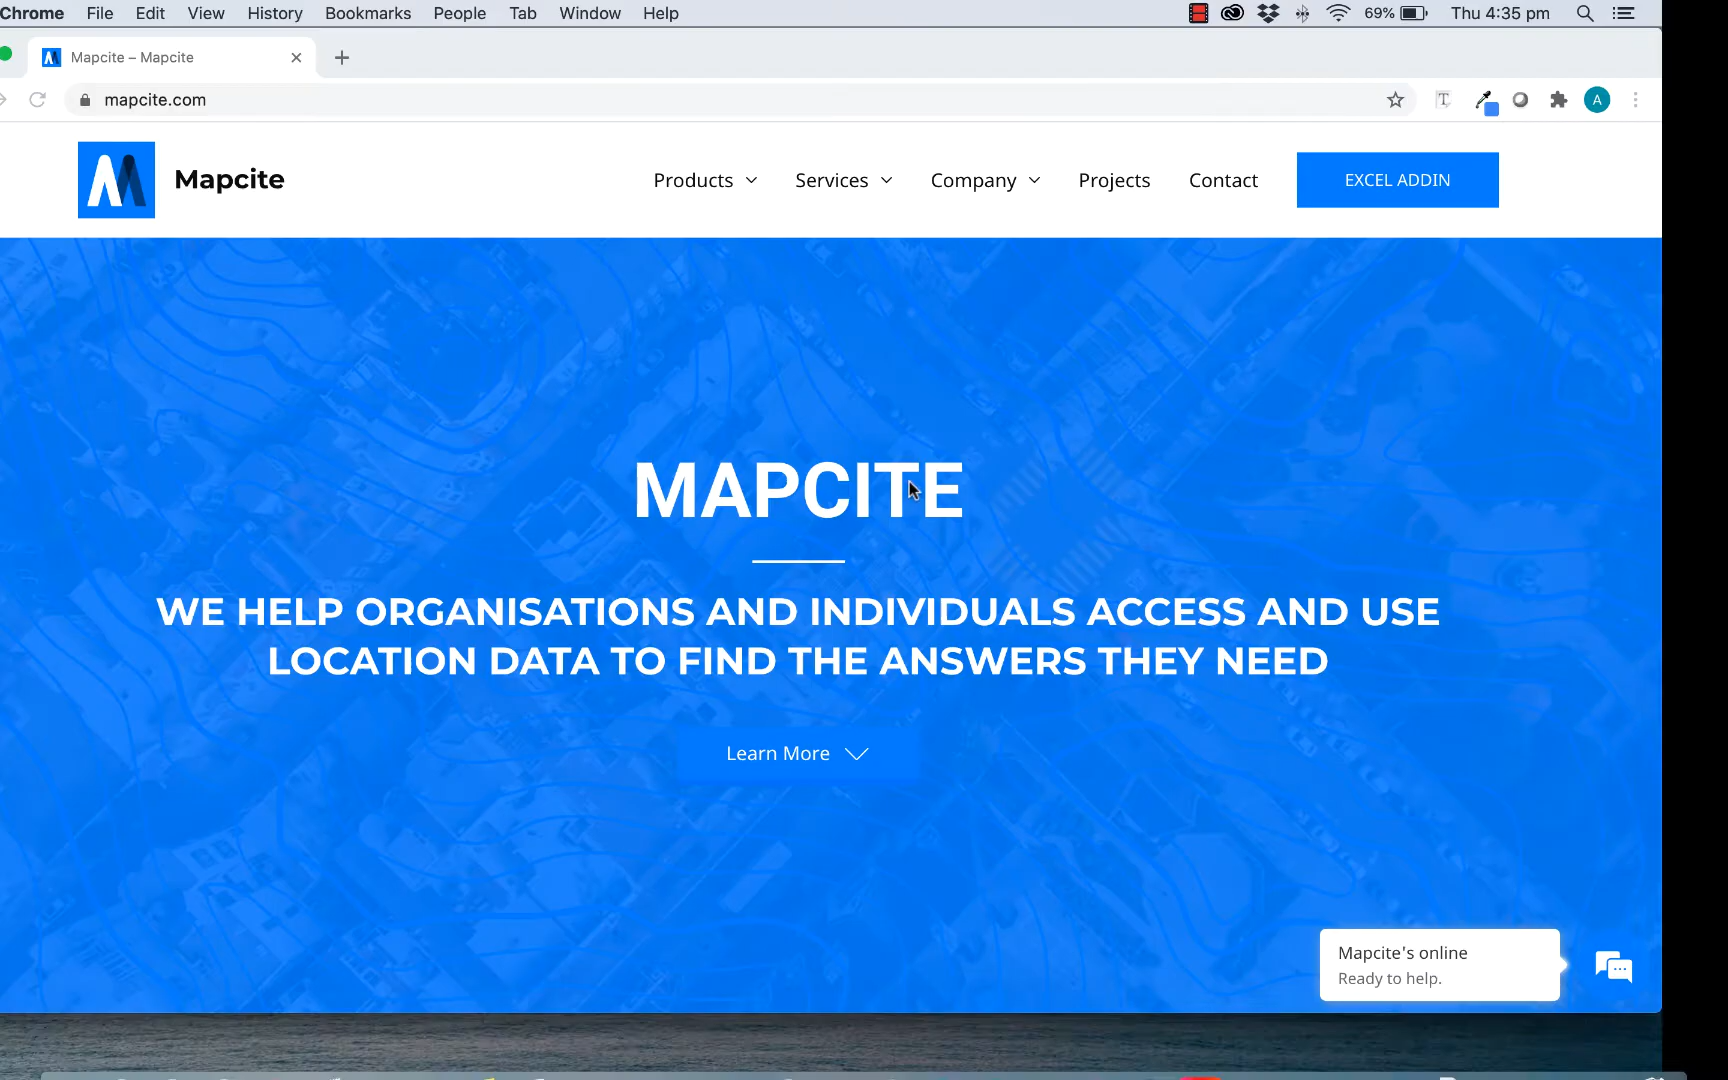 Chrome File Edit View History Bookmarks People Tab Window Help 69% Thu 4:35 pm
Mapcite – Mapcite
mapcite.com
A
Mapcite Products Services Company Projects Contact EXCEL ADDIN
MAPCITE
WE HELP ORGANISATIONS AND INDIVIDUALS ACCESS AND USE
LOCATION DATA TO FIND THE ANSWERS THEY NEED
Learn More
Mapcite's online
Ready to help.